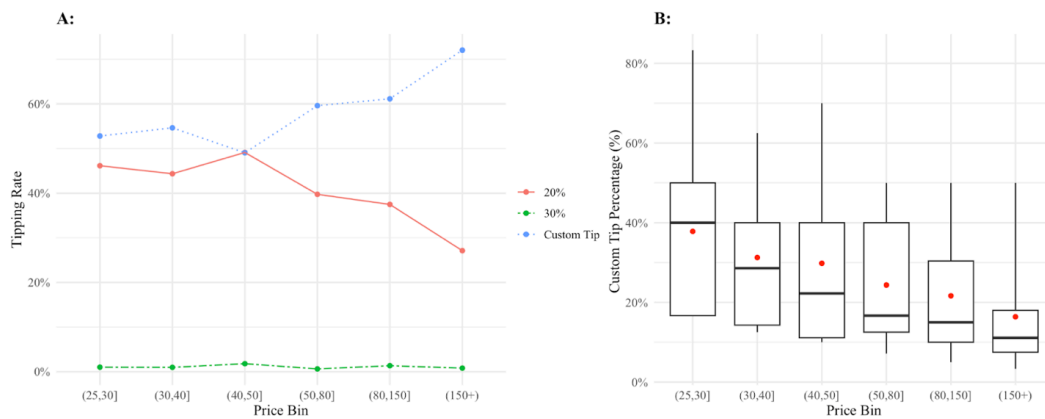 A:
Tipping Rate
60%
40%
20%
0%
(25,30] (30,40] (40,50] (50,80] (80,150] (150+)
Price Bin
20%
30%
Custom Tip
B:
Custom Tip Percentage (%)
80%
60%
40%
20%
0%
(25,30] (30,40] (40,50] (50,80] (80,150] (150+)
Price Bin